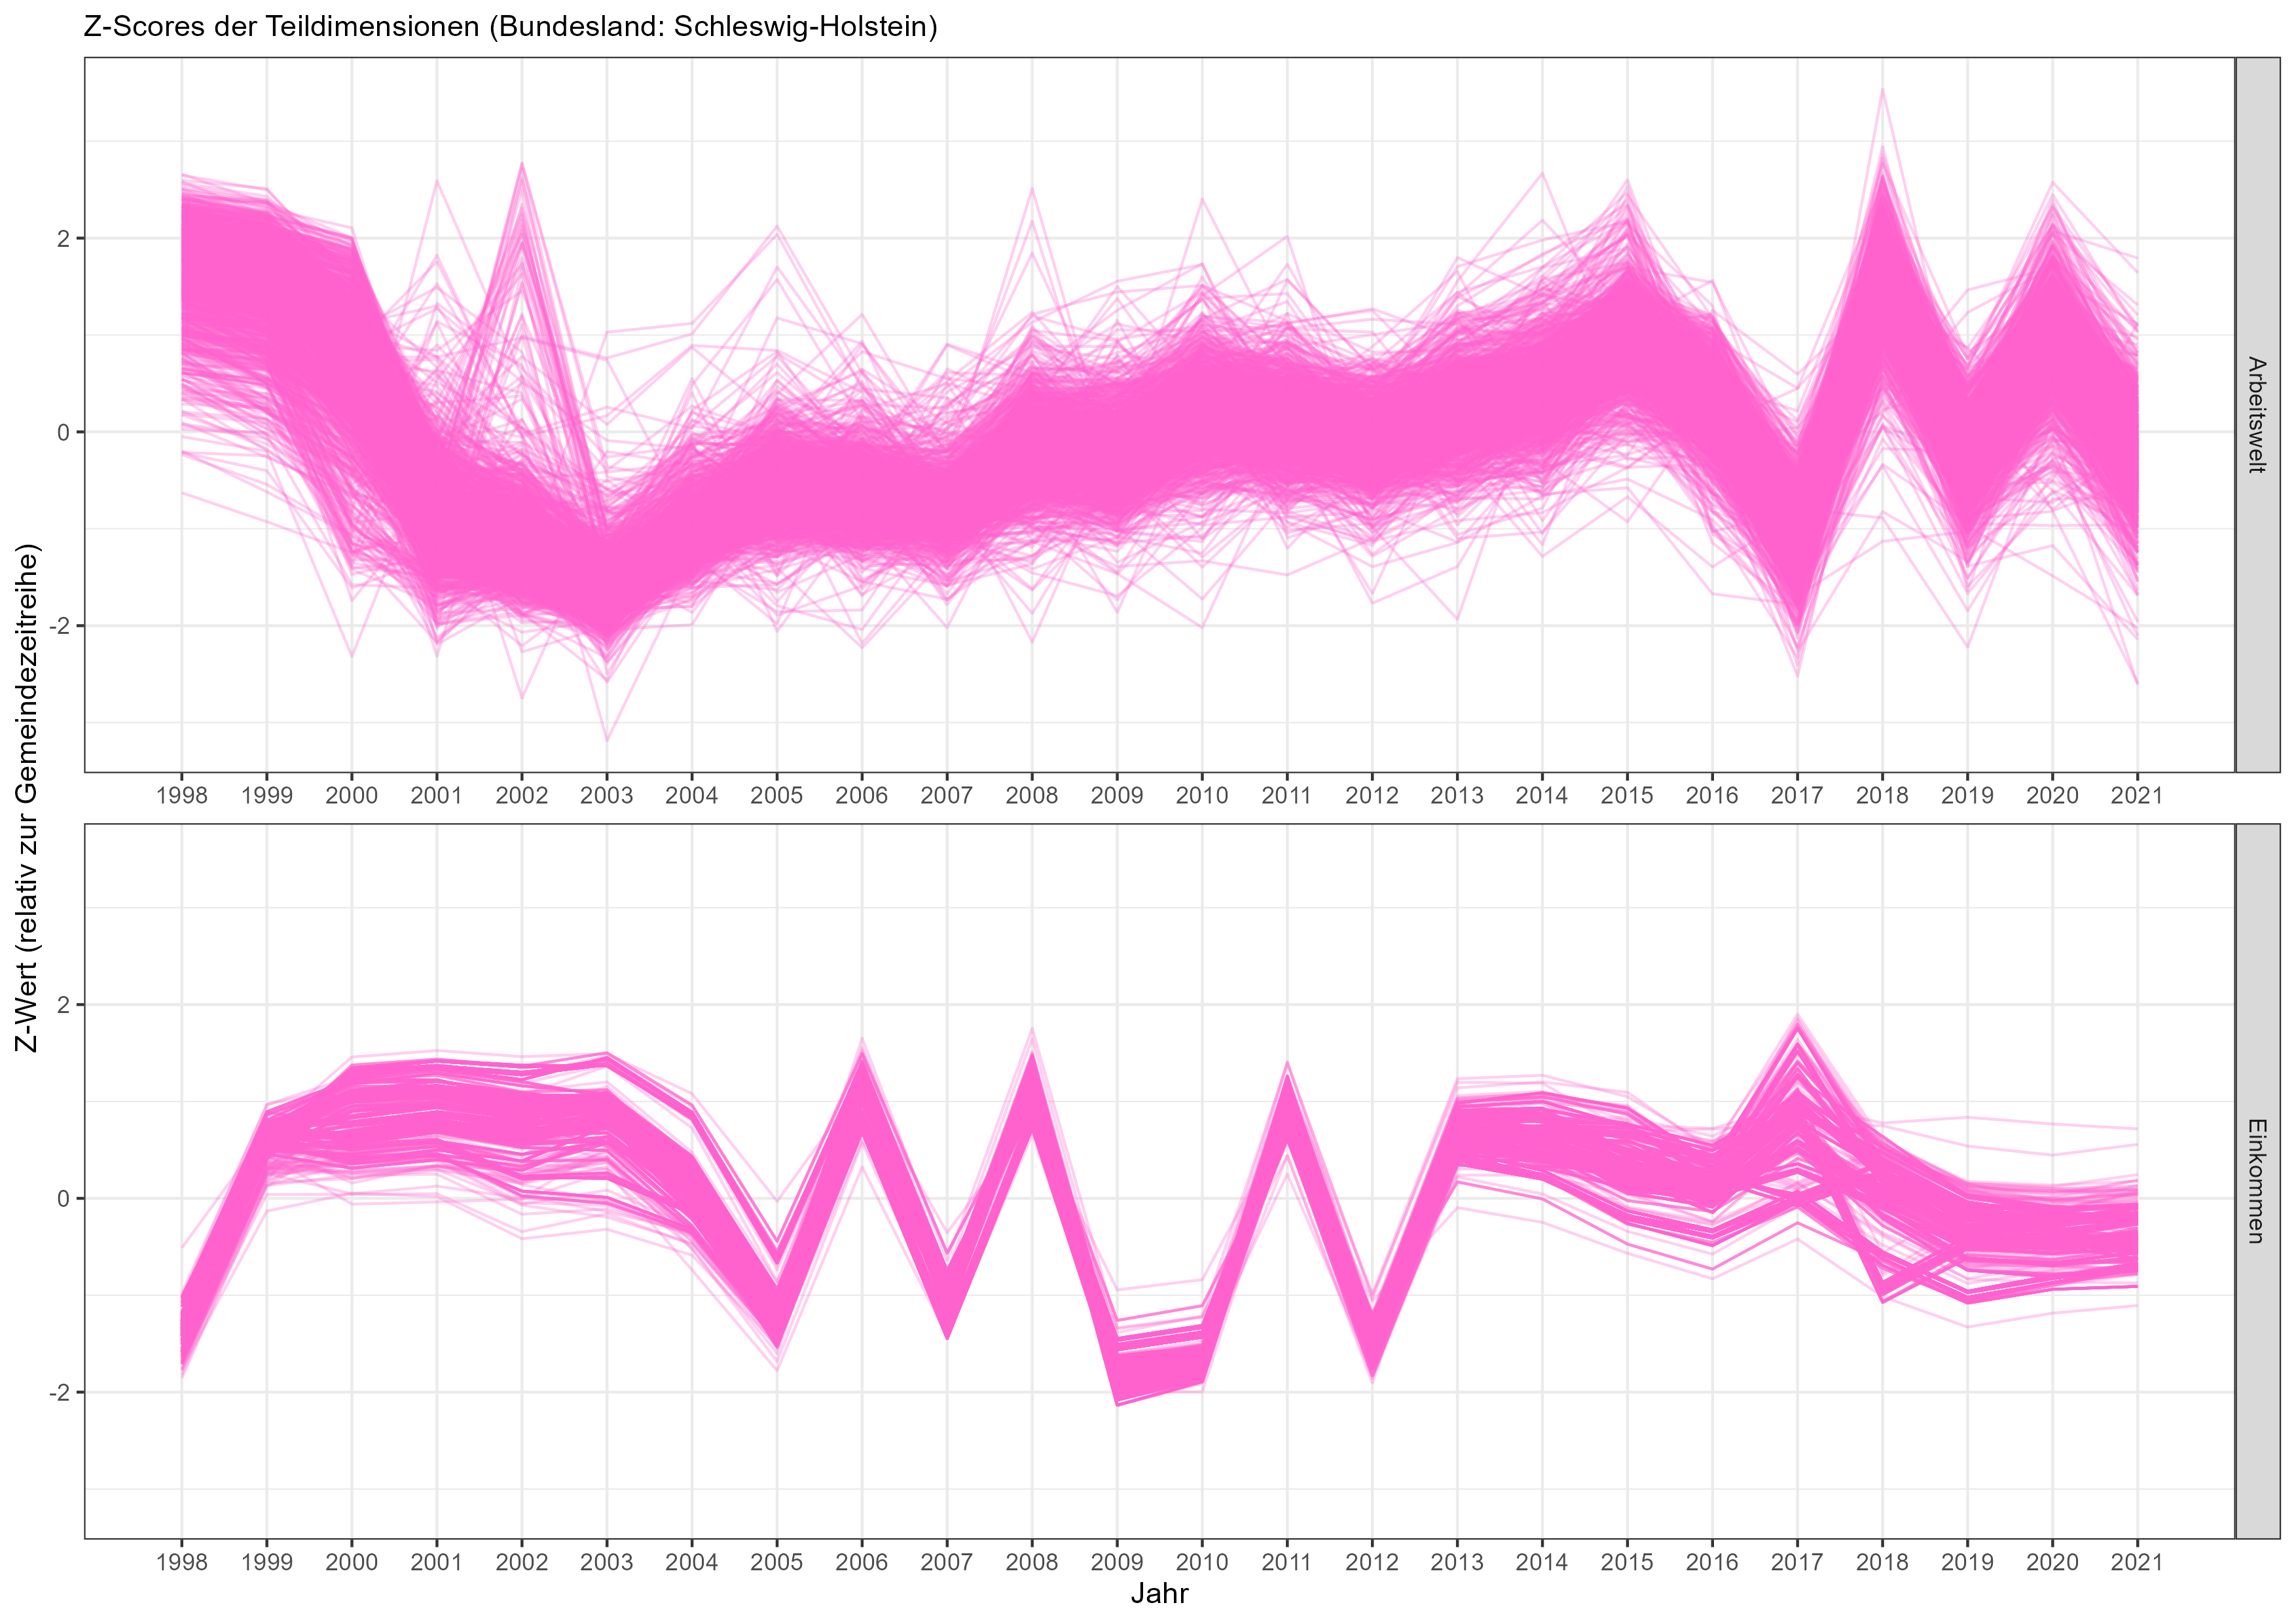 Z-Scores der Teildimensionen (Bundesland: Schleswig-Holstein)
Z-Wert (relativ zur Gemeindezeitreihe)
2
0
-2
Arbeitswelt
1998 1999 2000 2001 2002 2003 2004 2005 2006 2007 2008 2009 2010 2011 2012 2013 2014 2015 2016 2017 2018 2019 2020 2021
2
0
-2
Einkommen
1998 1999 2000 2001 2002 2003 2004 2005 2006 2007 2008 2009 2010 2011 2012 2013 2014 2015 2016 2017 2018 2019 2020 2021
Jahr